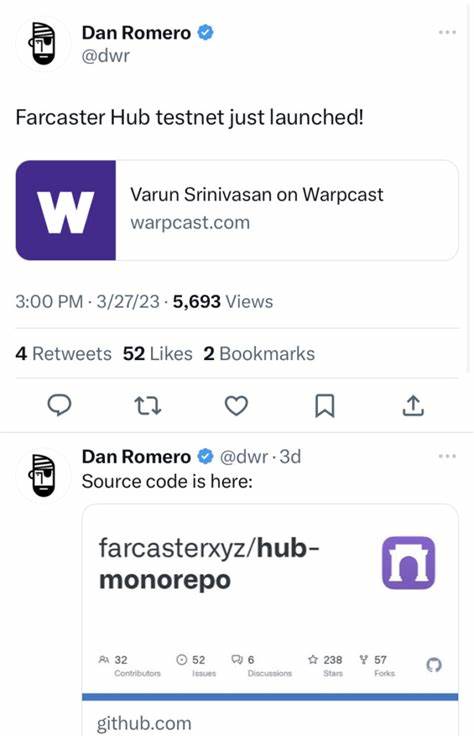 Dan Romero
@dwr
Farcaster Hub testnet just launched!
W
Varun Srinivasan on Warpcast
warpcast.com
3:00 PM · 3/27/23 · 5,693 Views
4 Retweets 52 Likes 2 Bookmarks
Dan Romero @dwr · 3d
Source code is here:
farcasterxyz/hub-
monorepo
32 52 6 238 57
Contributors Issues Discussions Stars Forks
github.com